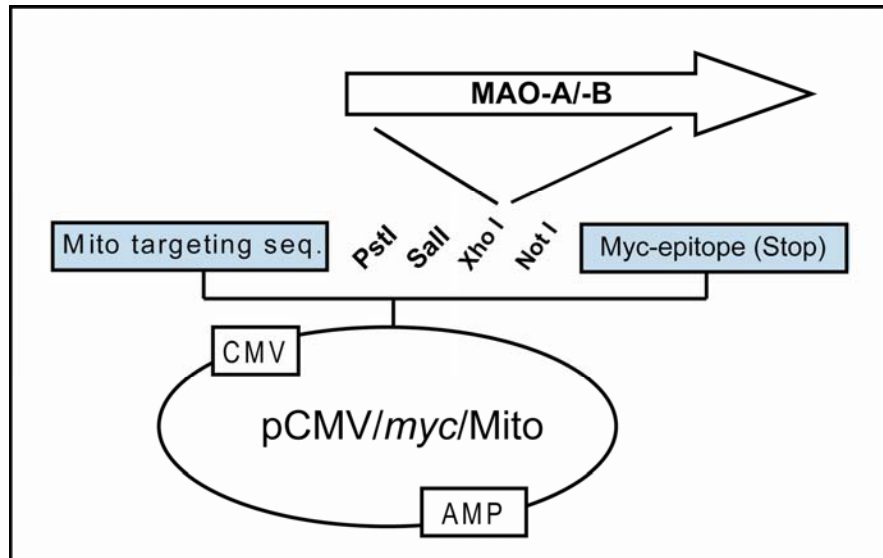 MAO-A/-B
Mito targeting seq.
PstI
SalI
Xho I
Not I
Myc-epitope (Stop)
CMV
pCMV/myc/Mito
AMP